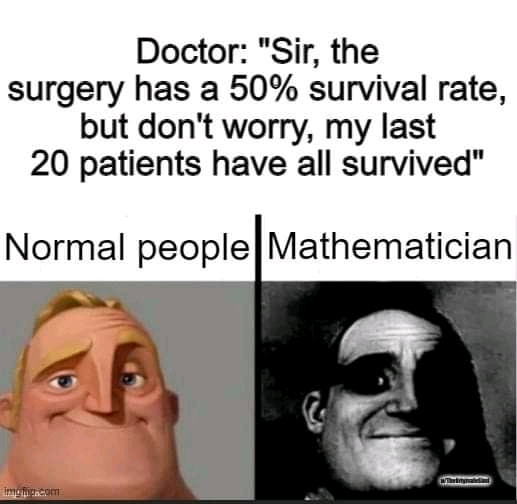 Doctor: "Sir, the
surgery has a 50% survival rate,
but don't worry, my last
20 patients have all survived"
Normal people
Mathematician
imgflip.com